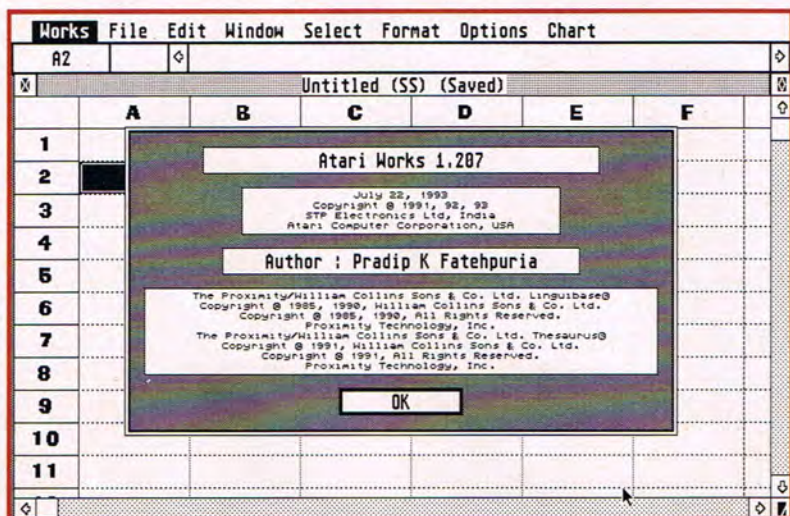 Works File Edit Window Select Format Options Chart
A2
Untitled (SS) (Saved)
A B C D E F
1
Atari Works 1.207
2
July 22, 1993
Copyright @ 1991, 92, 93
3
STP Electronics Ltd, India
Atari Computer Corporation, USA
4
Author : Pradip K Fatehpuria
5
The Proximity/William Collins Sons & Co. Ltd. Linguibase@
6
Copyright @ 1985, 1990, William Collins Sons & Co. Ltd.
Copyright @ 1985, 1990, All Rights Reserved.
Proximity Technology, Inc.
7
The Proximity/William Collins Sons & Co. Ltd. Thesaurus@
Copyright @ 1991, William Collins Sons & Co. Ltd.
Copyright @ 1991, All Rights Reserved.
8
Proximity Technology, Inc.
9
OK
10
11